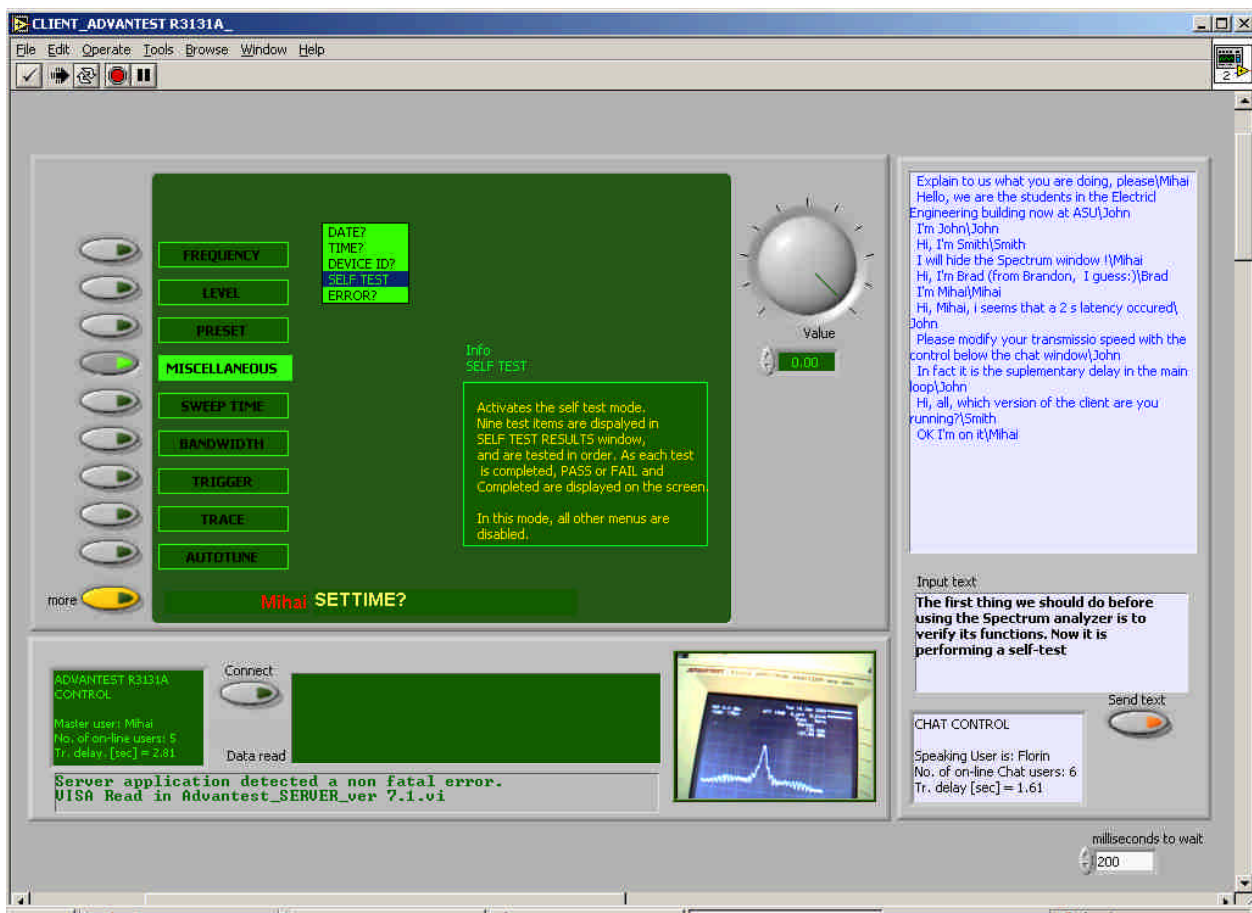 CLIENT_ADVANTEST R3131A_
File Edit Operate Tools Browse Window Help
2
FREQUENCY
LEVEL
PRESET
MISCELLANEOUS
SWEEP TIME
BANDWIDTH
TRIGGER
TRACE
AUTOTUNE
more
DATE?
TIME?
DEVICE ID?
SELF TEST
ERROR?
Info
SELF TEST
Activates the self test mode.
Nine test items are dispalyed in
SELF TEST RESULTS window,
and are tested in order. As each test
is completed, PASS or FAIL and
Completed are displayed on the screen.
In this mode, all other menus are
disabled.
Mihai SETTIME?
Value
0.00
ADVANTEST R3131A
CONTROL
Master user: Mihai
No. of on-line users: 5
Tr. delay. [sec] = 2.81
Connect
Data read
Server application detected a non fatal error.
VISA Read in Advantest_SERVER_ver 7.1.vi
Explain to us what you are doing, please\Mihai
Hello, we are the students in the Electricl
Engineering building now at ASU\John
I'm John\John
Hi, I'm Smith\Smith
I will hide the Spectrum window !\Mihai
Hi, I'm Brad (from Brandon, I guess:)\Brad
I'm Mihai\Mihai
Hi, Mihai, i seems that a 2 s latency occured\
John
Please modify your transmissio speed with the
control below the chat window\John
In fact it is the suplementary delay in the main
loop\John
Hi, all, which version of the client are you
running?\Smith
OK I'm on it\Mihai
Input text
The first thing we should do before
using the Spectrum analyzer is to
verify its functions. Now it is
performing a self-test
Send text
CHAT CONTROL
Speaking User is: Florin
No. of on-line Chat users: 6
Tr. delay [sec] = 1.61
milliseconds to wait
200